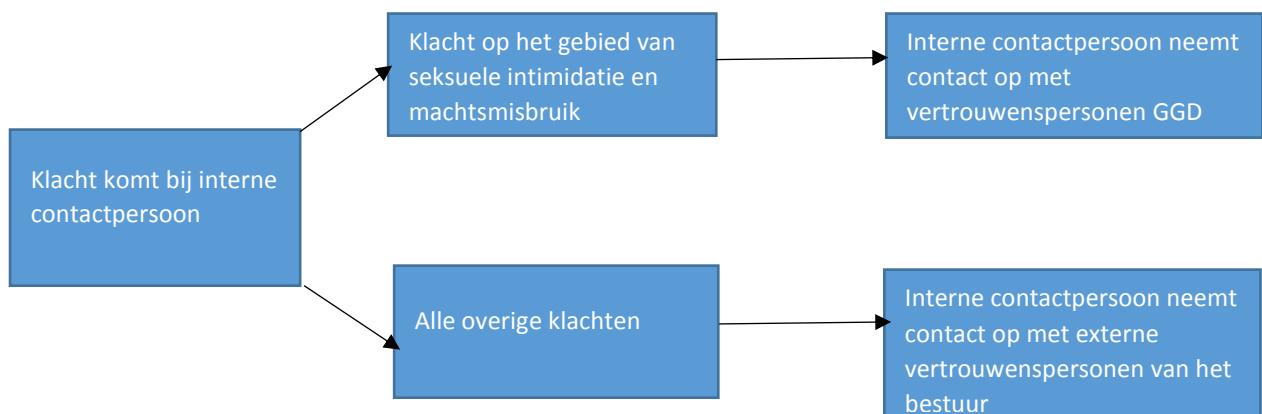 Klacht komt bij interne
contactpersoon
Klacht op het gebied van
seksuele intimidatie en
machtsmisbruik
Interne contactpersoon neemt
contact op met
vertrouwenspersonen GGD
Alle overige klachten
Interne contactpersoon neemt
contact op met externe
vertrouwenspersonen van het
bestuur